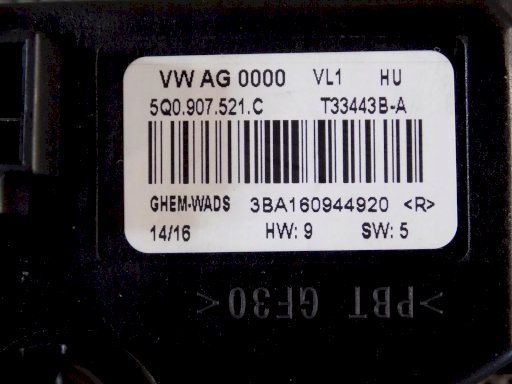 VW AG 0000 VL1 HU
5Q0.907.521.C T33443B-A
GHEM-WADS 3BA160944920 <R>
14/16 HW: 9 SW: 5
>PBT GF30<